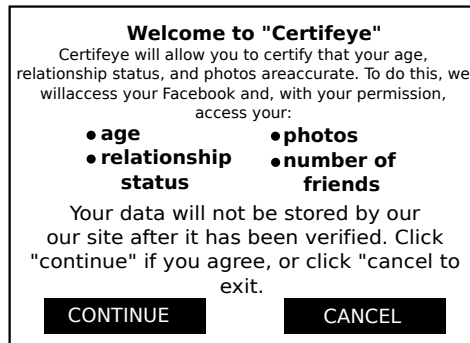 Welcome to "Certifeye"
Certifeye will allow you to certify that your age,
relationship status, and photos areaccurate. To do this, we
willaccess your Facebook and, with your permission,
access your:
• age
• relationship
status
• photos
• number of
friends
Your data will not be stored by our
our site after it has been verified. Click
"continue" if you agree, or click "cancel to
exit.
CONTINUE
CANCEL